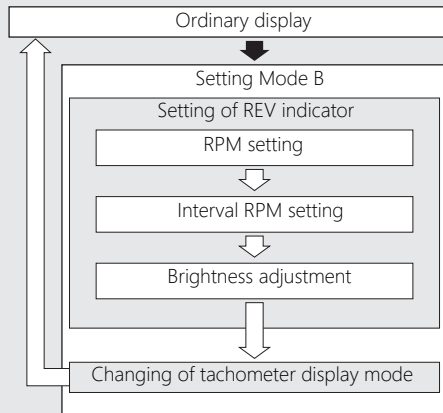 Ordinary display
Setting Mode B
Setting of REV indicator
RPM setting
Interval RPM setting
Brightness adjustment
Changing of tachometer display mode